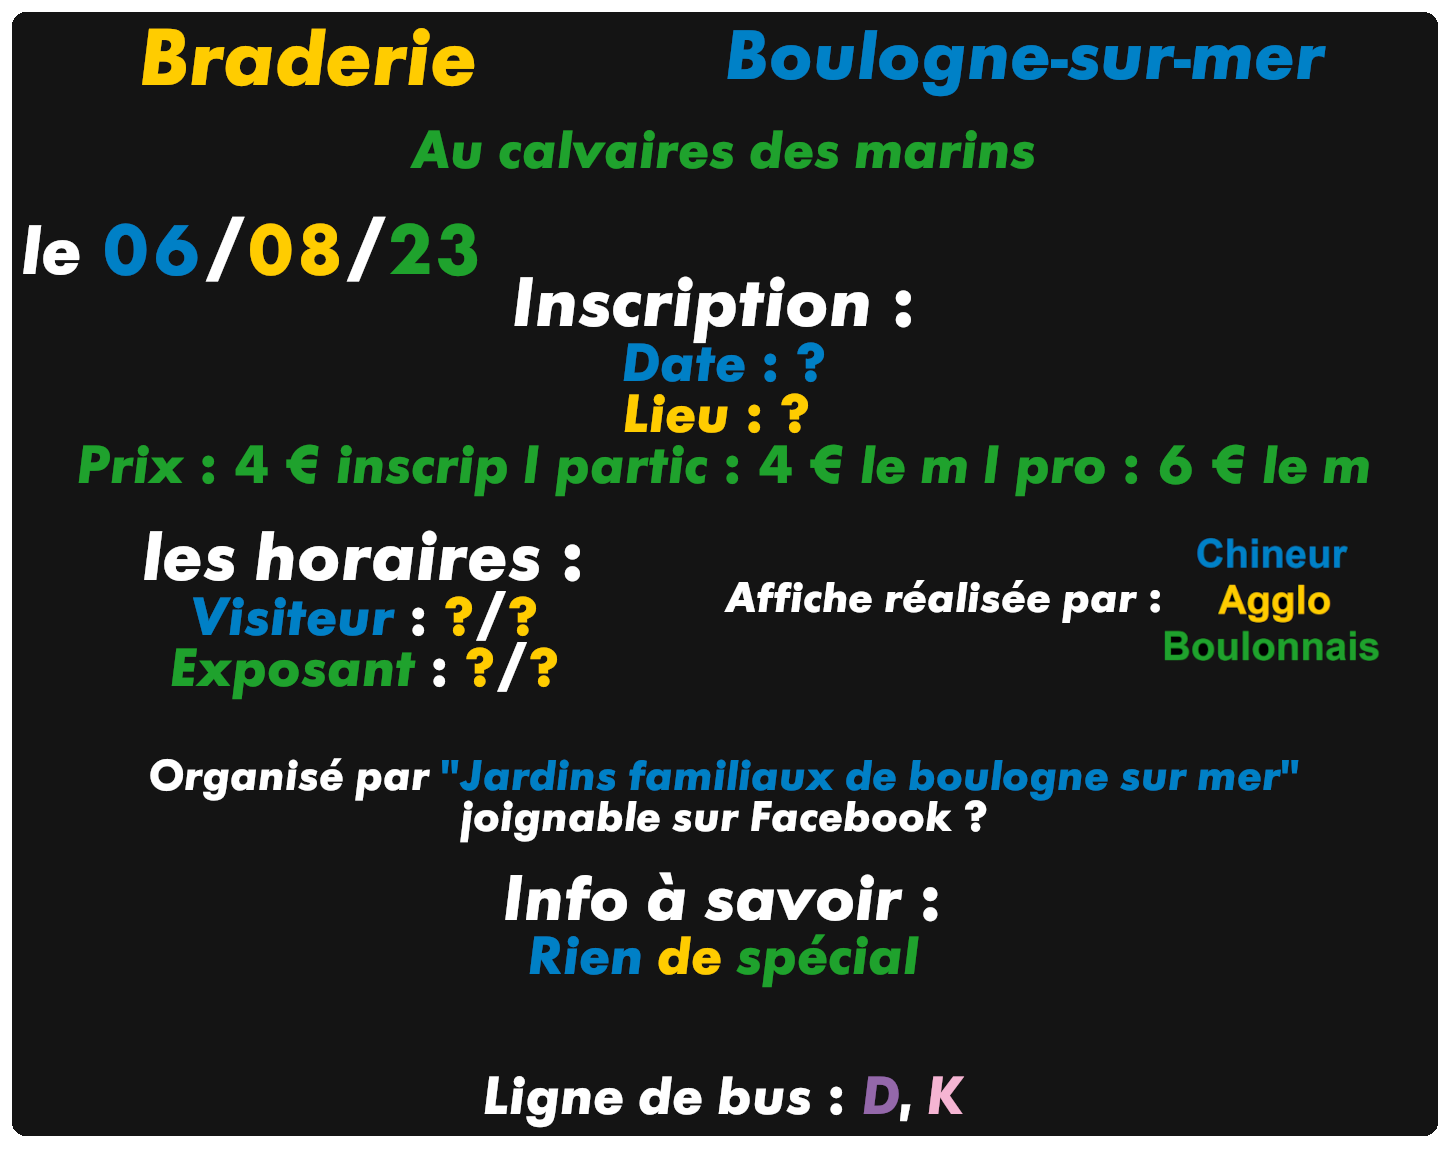 Braderie
Boulogne-sur-mer
Au calvaires des marins
le 06/08/23
Inscription :
Date : ?
Lieu : ?
Prix : 4 € inscrip l partic : 4 € le m l pro : 6 € le m
les horaires :
Visiteur : ?/?
Exposant : ?/?
Affiche réalisée par :
Chineur
Agglo
Boulonnais
Organisé par "Jardins familiaux de boulogne sur mer"
joignable sur Facebook ?
Info à savoir :
Rien de spécial
Ligne de bus : D, K